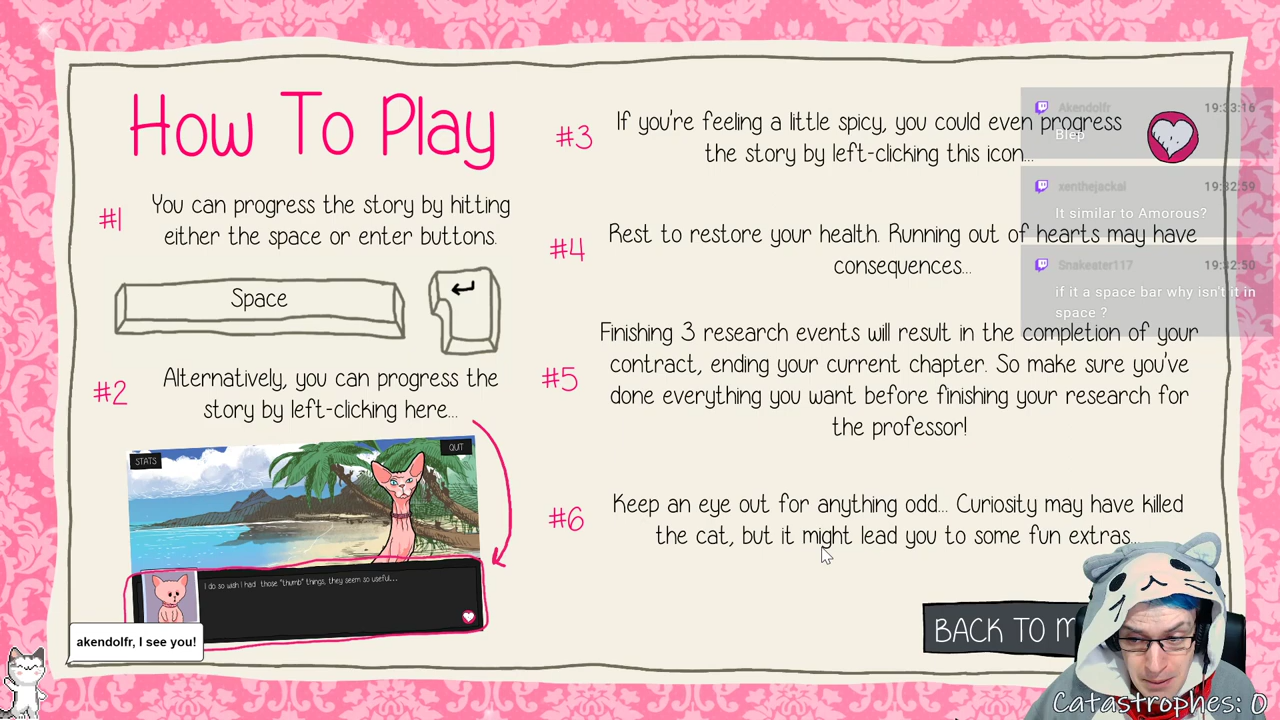 How To Play
#1
You can progress the story by hitting
either the space or enter buttons.
Space
#2
Alternatively, you can progress the
story by left-clicking here...
STATS
QUIT
I do so wish I had those "thumb" things, they seem so useful...
akendolfr, I see you!
#3
If you're feeling a little spicy, you could even progress
the story by left-clicking this icon...
#4
Rest to restore your health. Running out of hearts may have
consequences...
#5
Finishing 3 research events will result in the completion of your
contract, ending your current chapter. So make sure you've
done everything you want before finishing your research for
the professor!
#6
Keep an eye out for anything odd... Curiosity may have killed
the cat, but it might lead you to some fun extras...
BACK TO M
Akendolfr 19:33:16
Blep
xenthejackal 19:32:59
It similar to Amorous?
Snakeater117 19:32:50
if it a space bar why isn't it in
space ?
Catastrophes: 0